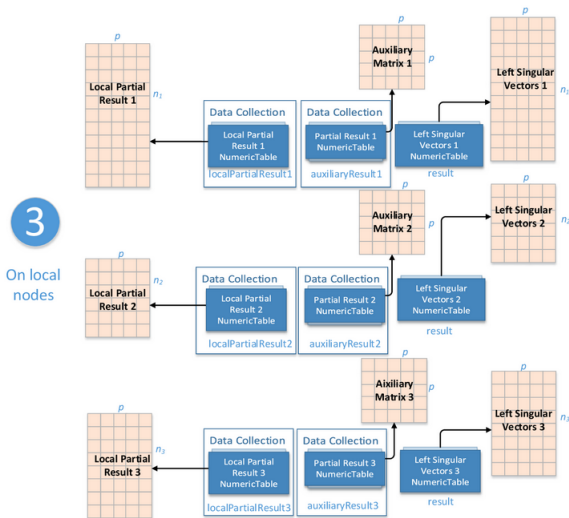 p
Local Partial
Result 1
n1
Data Collection
Local Partial
Result 1
NumericTable
localPartialResult1
p
Auxiliary
Matrix 1
p
Data Collection
Partial Result 1
NumericTable
auxiliaryResult1
p
Left Singular
Vectors 1
n1
Left Singular
Vectors 1
NumericTable
result
3
On local
nodes
p
Local Partial
Result 2
n2
Data Collection
Local Partial
Result 2
NumericTable
localPartialResult2
p
Auxiliary
Matrix 2
p
Data Collection
Partial Result 2
NumericTable
auxiliaryResult2
p
Left Singular
Vectors 2
n2
Left Singular
Vectors 2
NumericTable
result
p
Local Partial
Result 3
n3
Data Collection
Local Partial
Result 3
NumericTable
localPartialResult3
p
Aixiliary
Matrix 3
p
Data Collection
Partial Result 3
NumericTable
auxiliaryResult3
p
Left Singular
Vectors 3
n3
Left Singular
Vectors 3
NumericTable
result